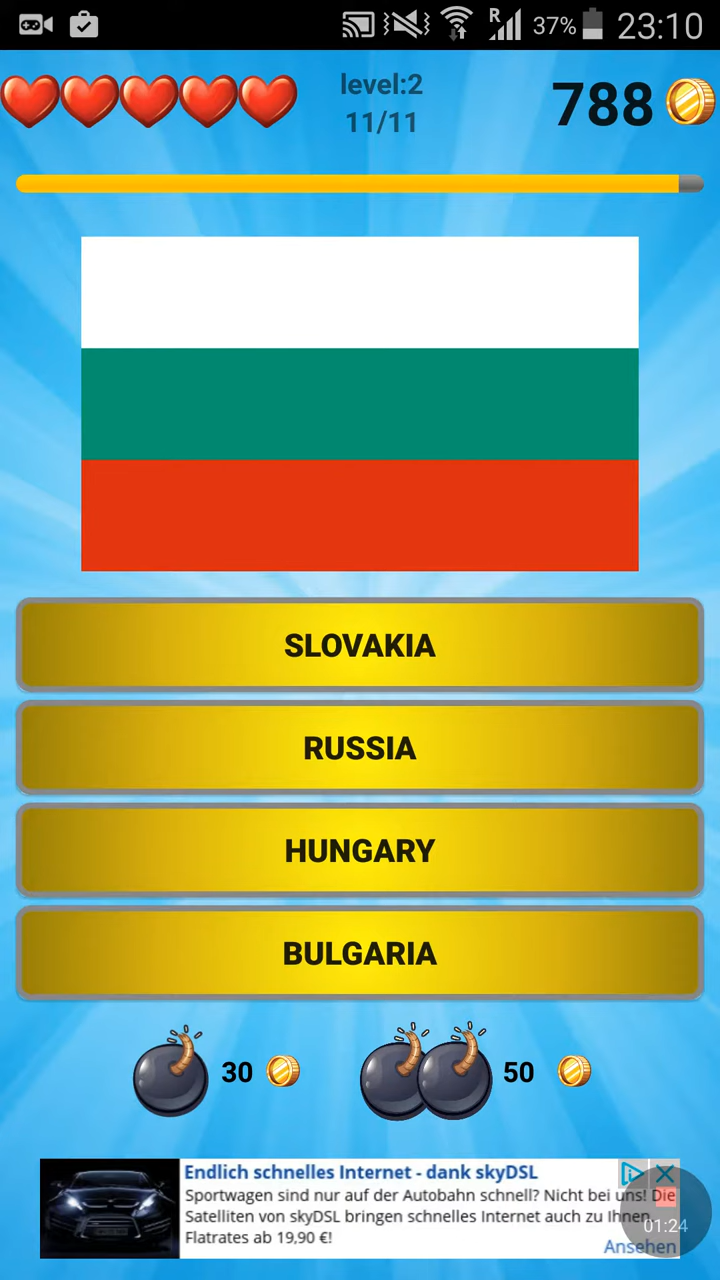 R 37% 23:10
level:2
11/11
788
SLOVAKIA
RUSSIA
HUNGARY
BULGARIA
30
50
Endlich schnelles Internet - dank skyDSL
Sportwagen sind nur auf der Autobahn schnell? Nicht bei uns! Die
Satelliten von skyDSL bringen schnelles Internet auch zu Ihnen.
Flatrates ab 19,90 €!
01:24
Ansehen